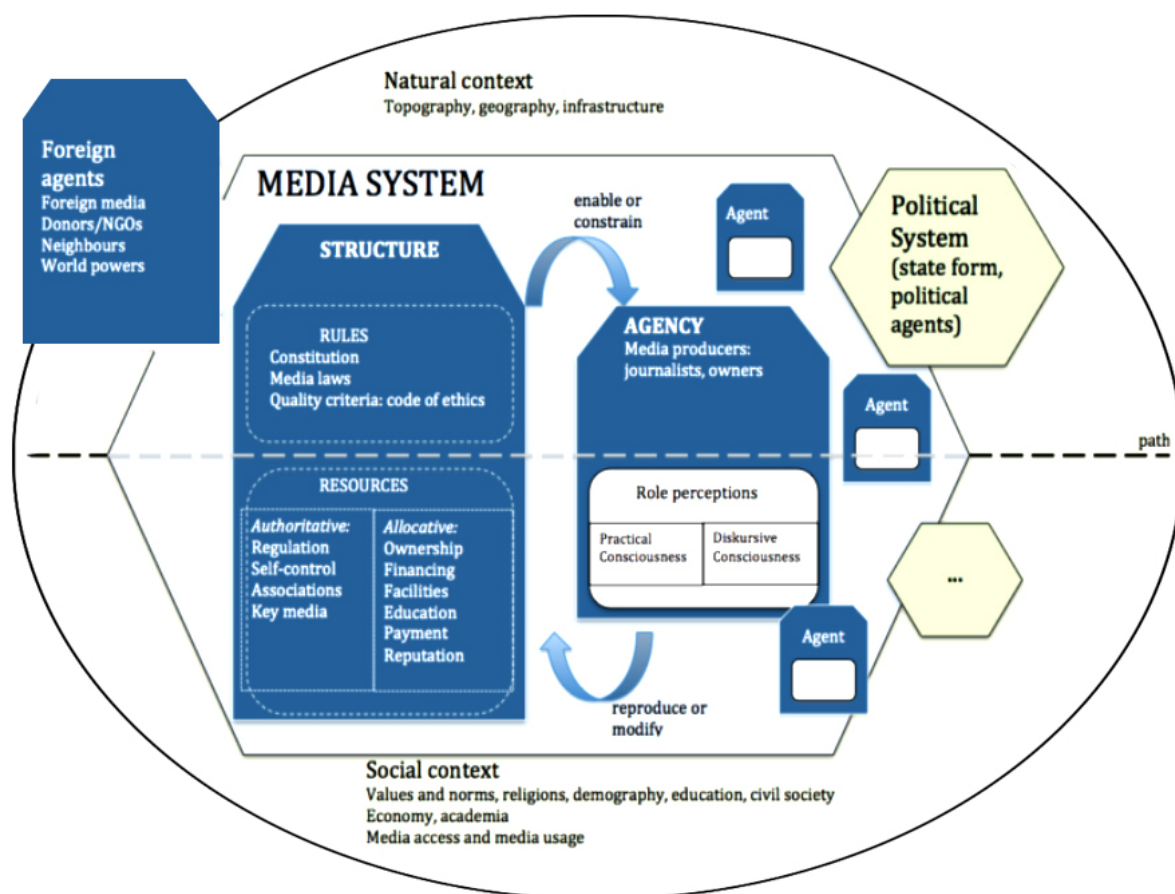 Natural context
Topography, geography, infrastructure
Foreign
agents
Foreign media
Donors/NGOs
Neighbours
World powers
MEDIA SYSTEM
STRUCTURE
RULES
Constitution
Media laws
Quality criteria: code of ethics
RESOURCES
Authoritative:
Regulation
Self-control
Associations
Key media
Allocative:
Ownership
Financing
Facilities
Education
Payment
Reputation
enable or
constrain
AGENCY
Media producers:
journalists, owners
Role perceptions
Practical
Consciousness
Diskursive
Consciousness
reproduce or
modify
Agent
Agent
Agent
Political
System
(state form,
political
agents)
path
...
Social context
Values and norms, religions, demography, education, civil society
Economy, academia
Media access and media usage